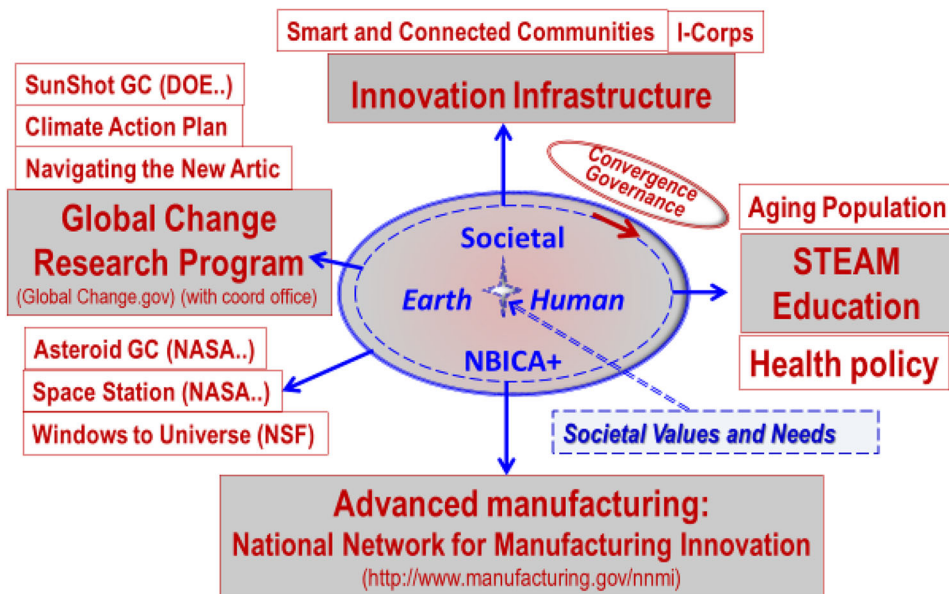 Smart and Connected Communities
I-Corps
Innovation Infrastructure
SunShot GC (DOE..)
Climate Action Plan
Navigating the New Artic
Global Change
Research Program
(Global Change.gov) (with coord office)
Convergence
Governance
Aging Population
STEAM
Education
Health policy
Societal
Earth
Human
NBICA+
Asteroid GC (NASA..)
Space Station (NASA..)
Windows to Universe (NSF)
Societal Values and Needs
Advanced manufacturing:
National Network for Manufacturing Innovation
(http://www.manufacturing.gov/nnmi)